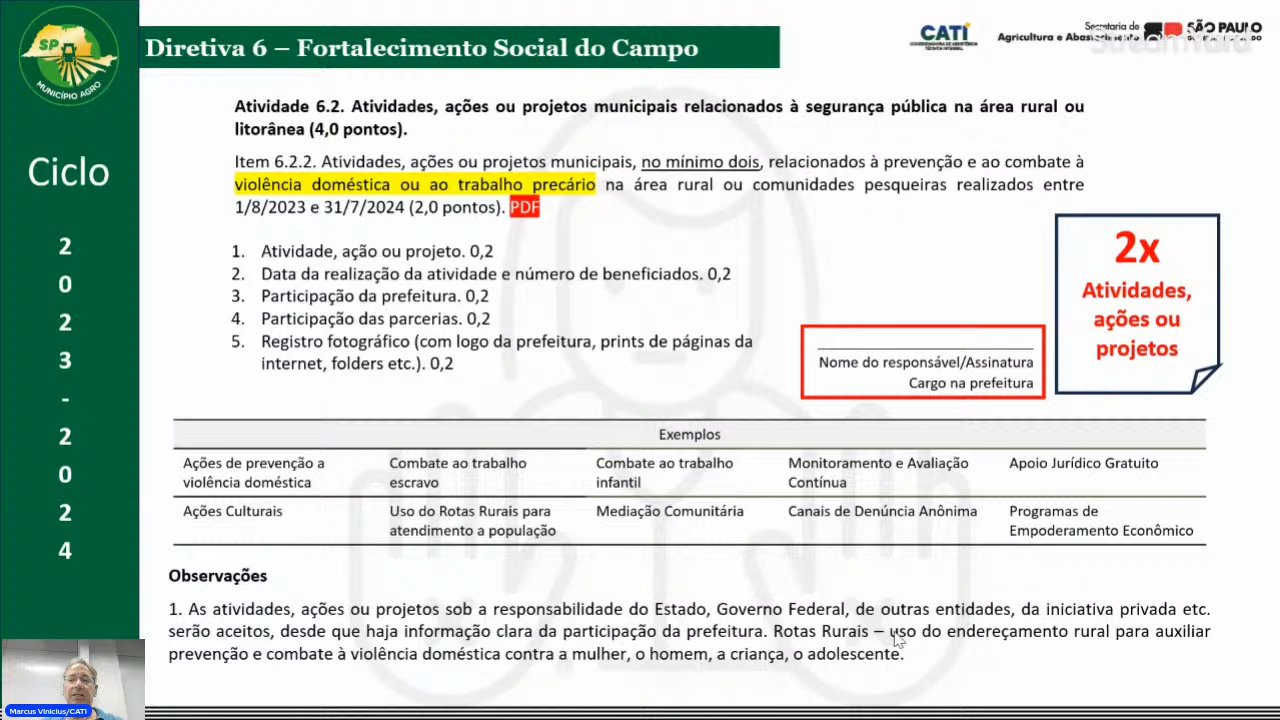 SP
MUNICÍPIO AGRO
Diretiva 6 – Fortalecimento Social do Campo
CATI
COORDENADORIA DE ASSISTÊNCIA
TÉCNICA INTEGRAL
Secretaria de
Agricultura e Abastecimento
SÃO PAULO
Ciclo
2
0
2
3
-
2
0
2
4
Atividade 6.2. Atividades, ações ou projetos municipais relacionados à segurança pública na área rural ou
litorânea (4,0 pontos).
Item 6.2.2. Atividades, ações ou projetos municipais, no mínimo dois, relacionados à prevenção e ao combate à
violência doméstica ou ao trabalho precário na área rural ou comunidades pesqueiras realizados entre
1/8/2023 e 31/7/2024 (2,0 pontos). PDF
1. Atividade, ação ou projeto. 0,2
2. Data da realização da atividade e número de beneficiados. 0,2
3. Participação da prefeitura. 0,2
4. Participação das parcerias. 0,2
5. Registro fotográfico (com logo da prefeitura, prints de páginas da
internet, folders etc.). 0,2
Nome do responsável/Assinatura
Cargo na prefeitura
2x
Atividades,
ações ou
projetos
Exemplos
Ações de prevenção a
violência doméstica
Combate ao trabalho
escravo
Combate ao trabalho
infantil
Monitoramento e Avaliação
Contínua
Apoio Jurídico Gratuito
Ações Culturais
Uso do Rotas Rurais para
atendimento a população
Mediação Comunitária
Canais de Denúncia Anônima
Programas de
Empoderamento Econômico
Observações
1. As atividades, ações ou projetos sob a responsabilidade do Estado, Governo Federal, de outras entidades, da iniciativa privada etc.
serão aceitos, desde que haja informação clara da participação da prefeitura. Rotas Rurais – uso do endereçamento rural para auxiliar
prevenção e combate à violência doméstica contra a mulher, o homem, a criança, o adolescente.
Marcus Vinicius/CATI